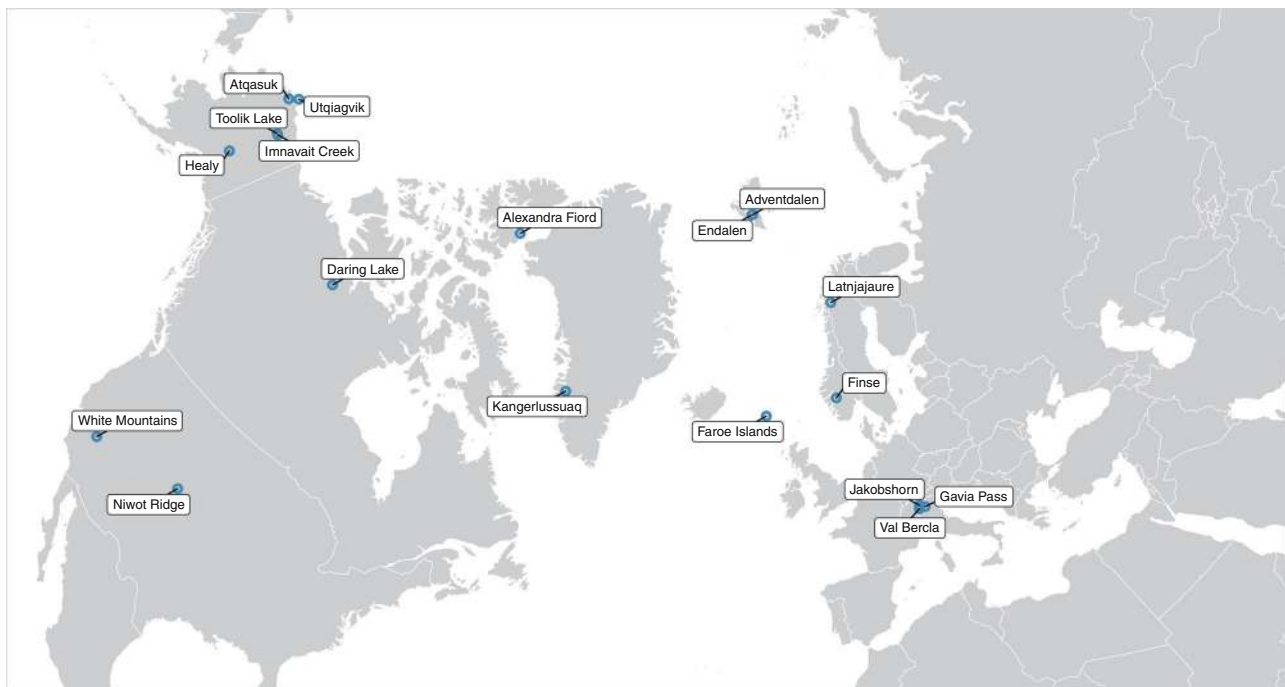 Atqasuk
Utqiagvik
Toolik Lake
Imnavait Creek
Healy
Adventdalen
Alexandra Fiord
Endalen
Daring Lake
Latnjajaure
Finse
Kangerlussuaq
White Mountains
Faroe Islands
Jakobshorn
Gavia Pass
Niwot Ridge
Val Bercla